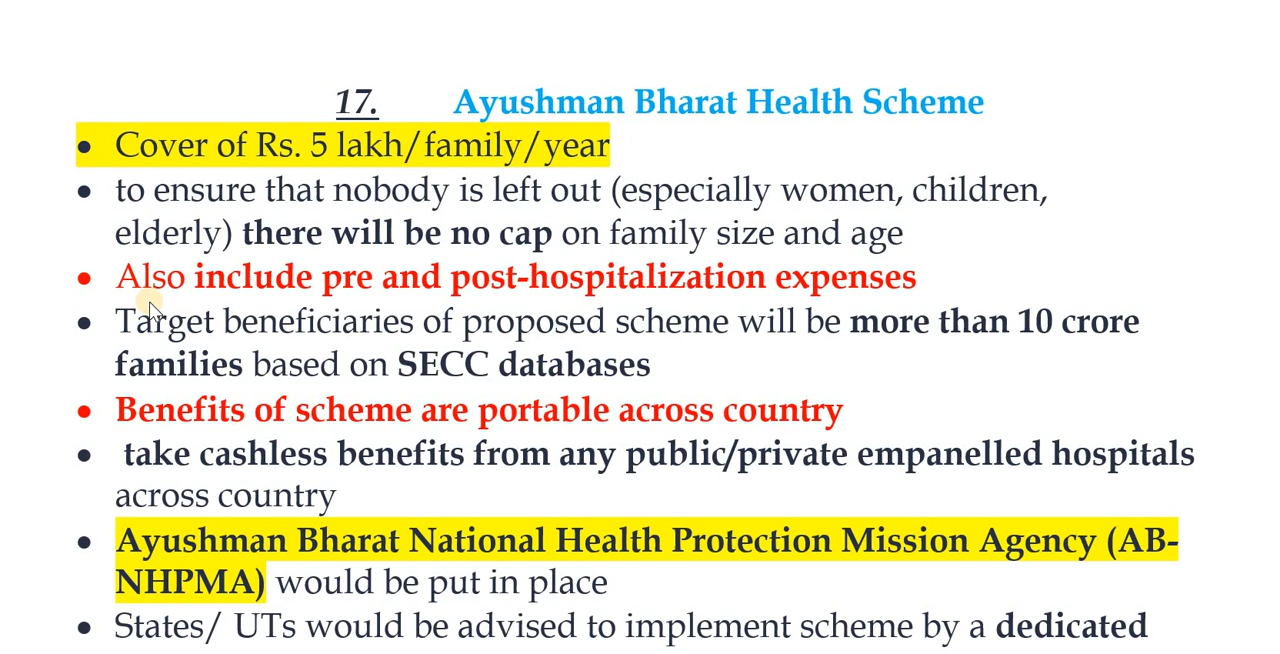 17. Ayushman Bharat Health Scheme
• Cover of Rs. 5 lakh/family/year
• to ensure that nobody is left out (especially women, children,
elderly) there will be no cap on family size and age
• Also include pre and post-hospitalization expenses
• Target beneficiaries of proposed scheme will be more than 10 crore
families based on SECC databases
• Benefits of scheme are portable across country
• take cashless benefits from any public/private empanelled hospitals
across country
• Ayushman Bharat National Health Protection Mission Agency (AB-
NHPMA) would be put in place
• States/ UTs would be advised to implement scheme by a dedicated